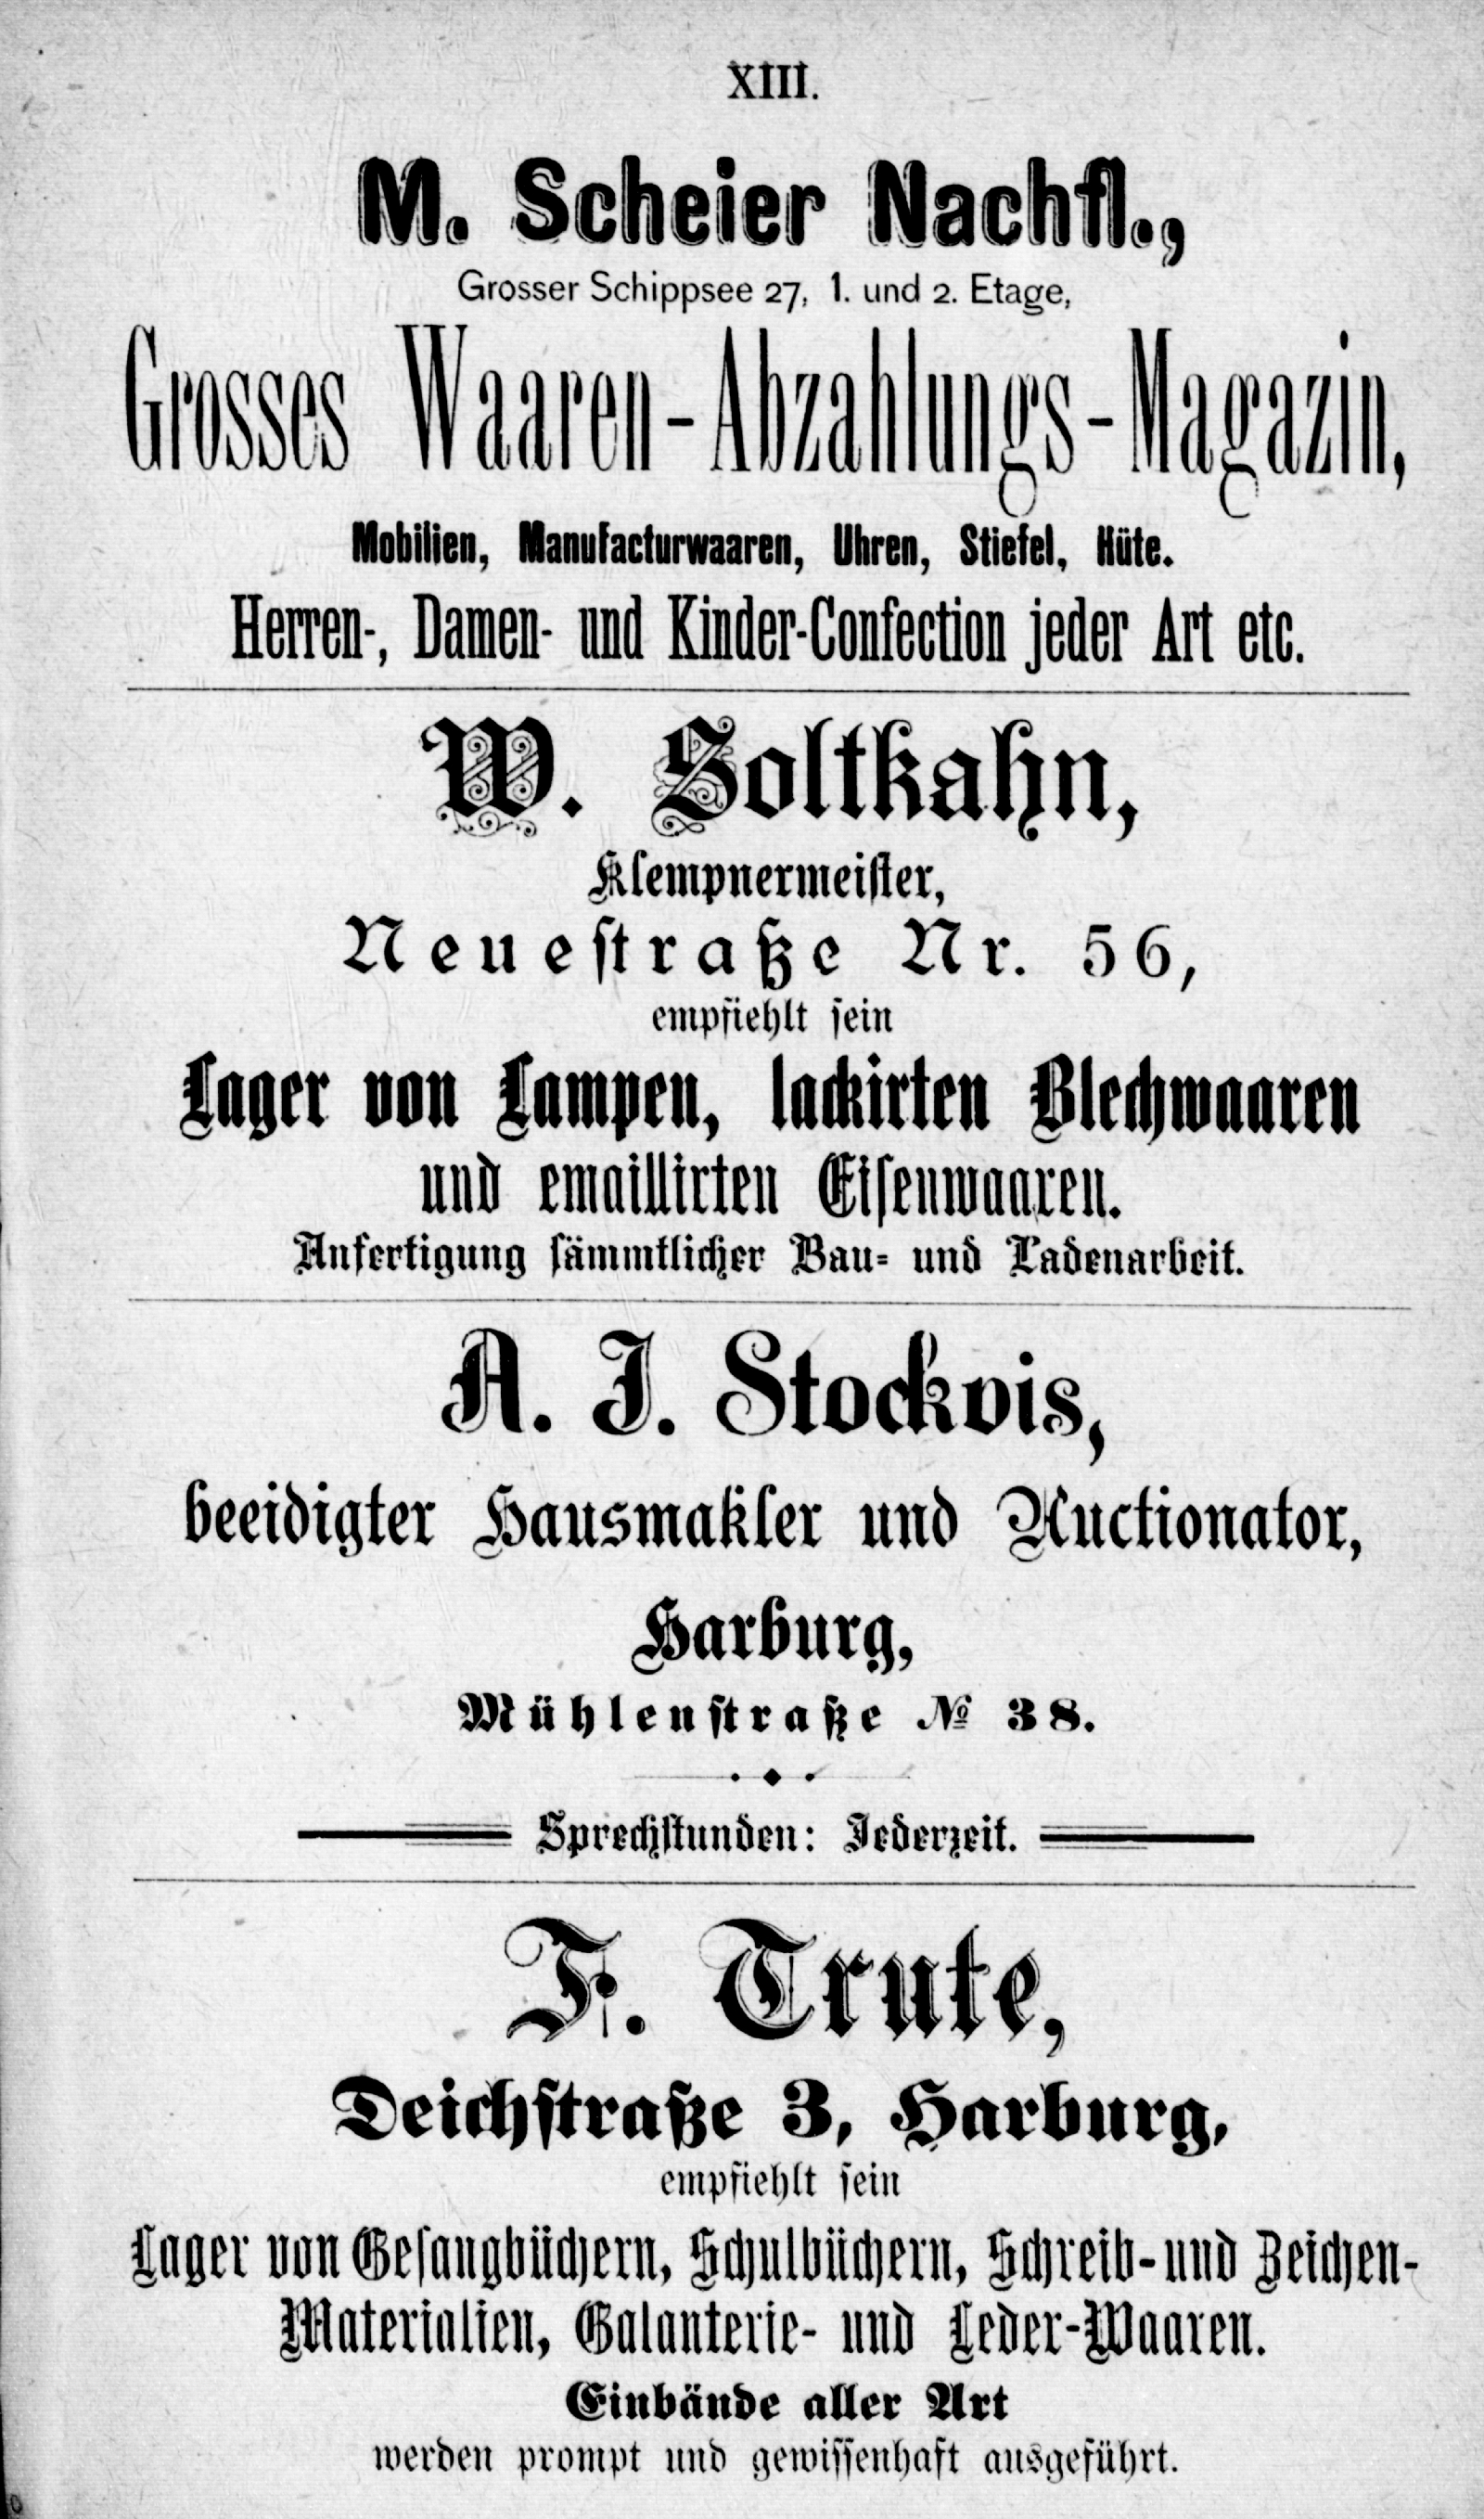 XIII.
M. Scheier Nachfl.,
Grosser Schippsee 27, 1. und 2. Etage,
Grosses Waaren-Abzahlungs-Magazin,
Mobilien, Manufacturwaaren, Uhren, Stiefel, Hüte.
Herren-, Damen- und Kinder-Confection jeder Art etc.
W. Soltkahn,
Klempnermeister,
Neuestraße Nr. 56,
empfiehlt sein
Lager von Lampen, lackirten Blechwaaren
und emaillirten Eisenwaaren.
Anfertigung sämmtlicher Bau- und Ladenarbeit.
A. J. Stockvis,
beeidigter Hausmakler und Auctionator,
Harburg,
Mühlenstraße № 38.
Sprechstunden: Jederzeit.
F. Trute,
Deichstraße 3, Harburg,
empfiehlt sein
Lager von Gesangbüchern, Schulbüchern, Schreib- und Zeichen-
Materialien, Galanterie- und Leder-Waaren.
Einbände aller Art
werden prompt und gewissenhaft ausgeführt.